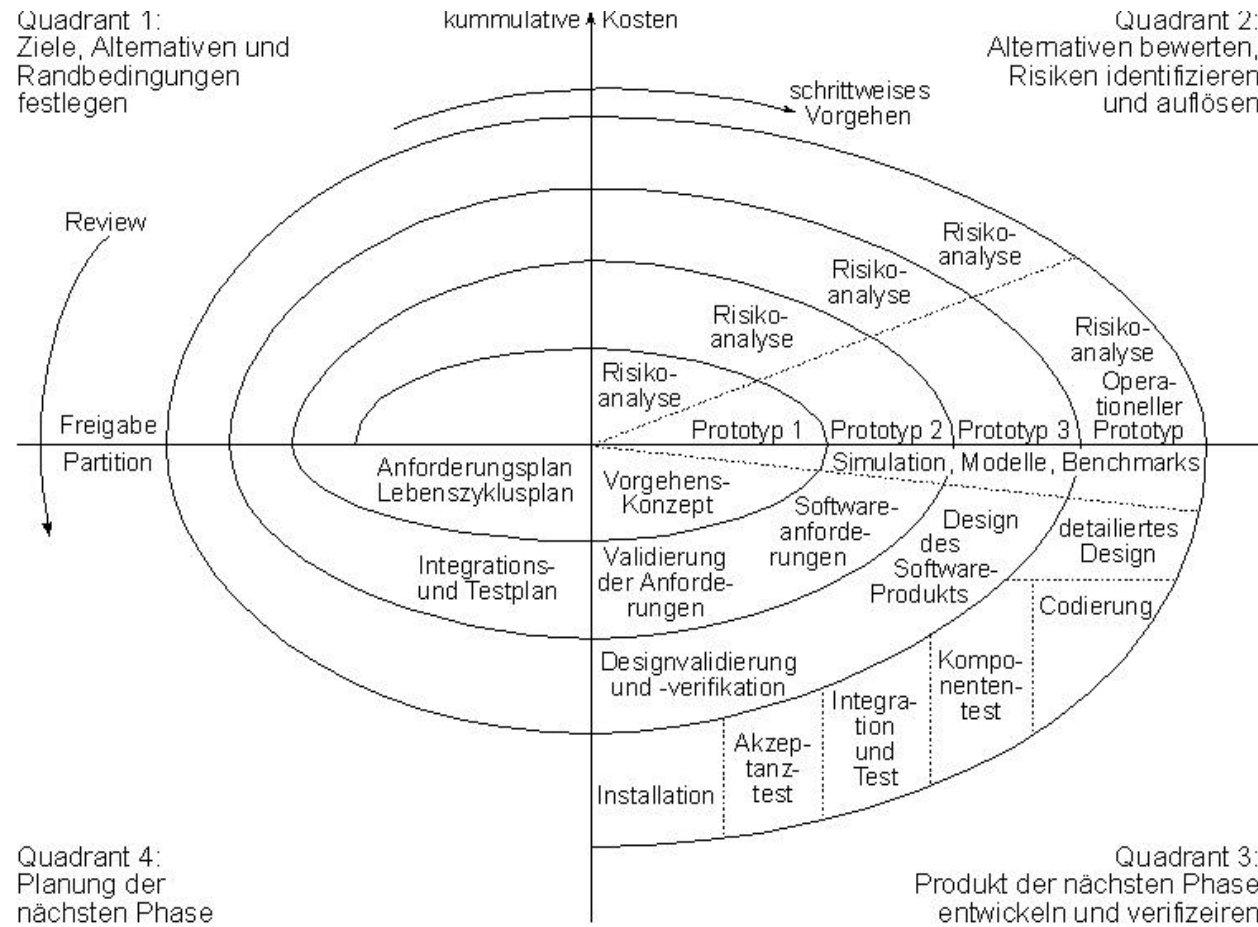 Quadrant 1:
Ziele, Alternativen und
Randbedingungen
festlegen
kummulative Kosten
Quadrant 2:
Alternativen bewerten,
Risiken identifizieren
und auflösen
schrittweises
Vorgehen
Review
Risiko-
analyse
Risiko-
analyse
Risiko-
analyse
Risiko-
analyse
Risiko-
analyse
Freigabe
Prototyp 1
Prototyp 2
Prototyp 3
Opera-
tioneller
Prototyp
Partition
Simulation, Modelle, Benchmarks
Anforderungsplan
Lebenszyklusplan
Vorgehens-
Konzept
Software-
anforde-
rungen
Design
des
Software-
Produkts
detailiertes
Design
Integrations-
und Testplan
Validierung
der Anforde-
rungen
Codierung
Designvalidierung
und -verifikation
Kompo-
nenten-
test
Integra-
tion
und
Test
Akzep-
tanz-
test
Installation
Quadrant 4:
Planung der
nächsten Phase
Quadrant 3:
Produkt der nächsten Phase
entwickeln und verifizeiren